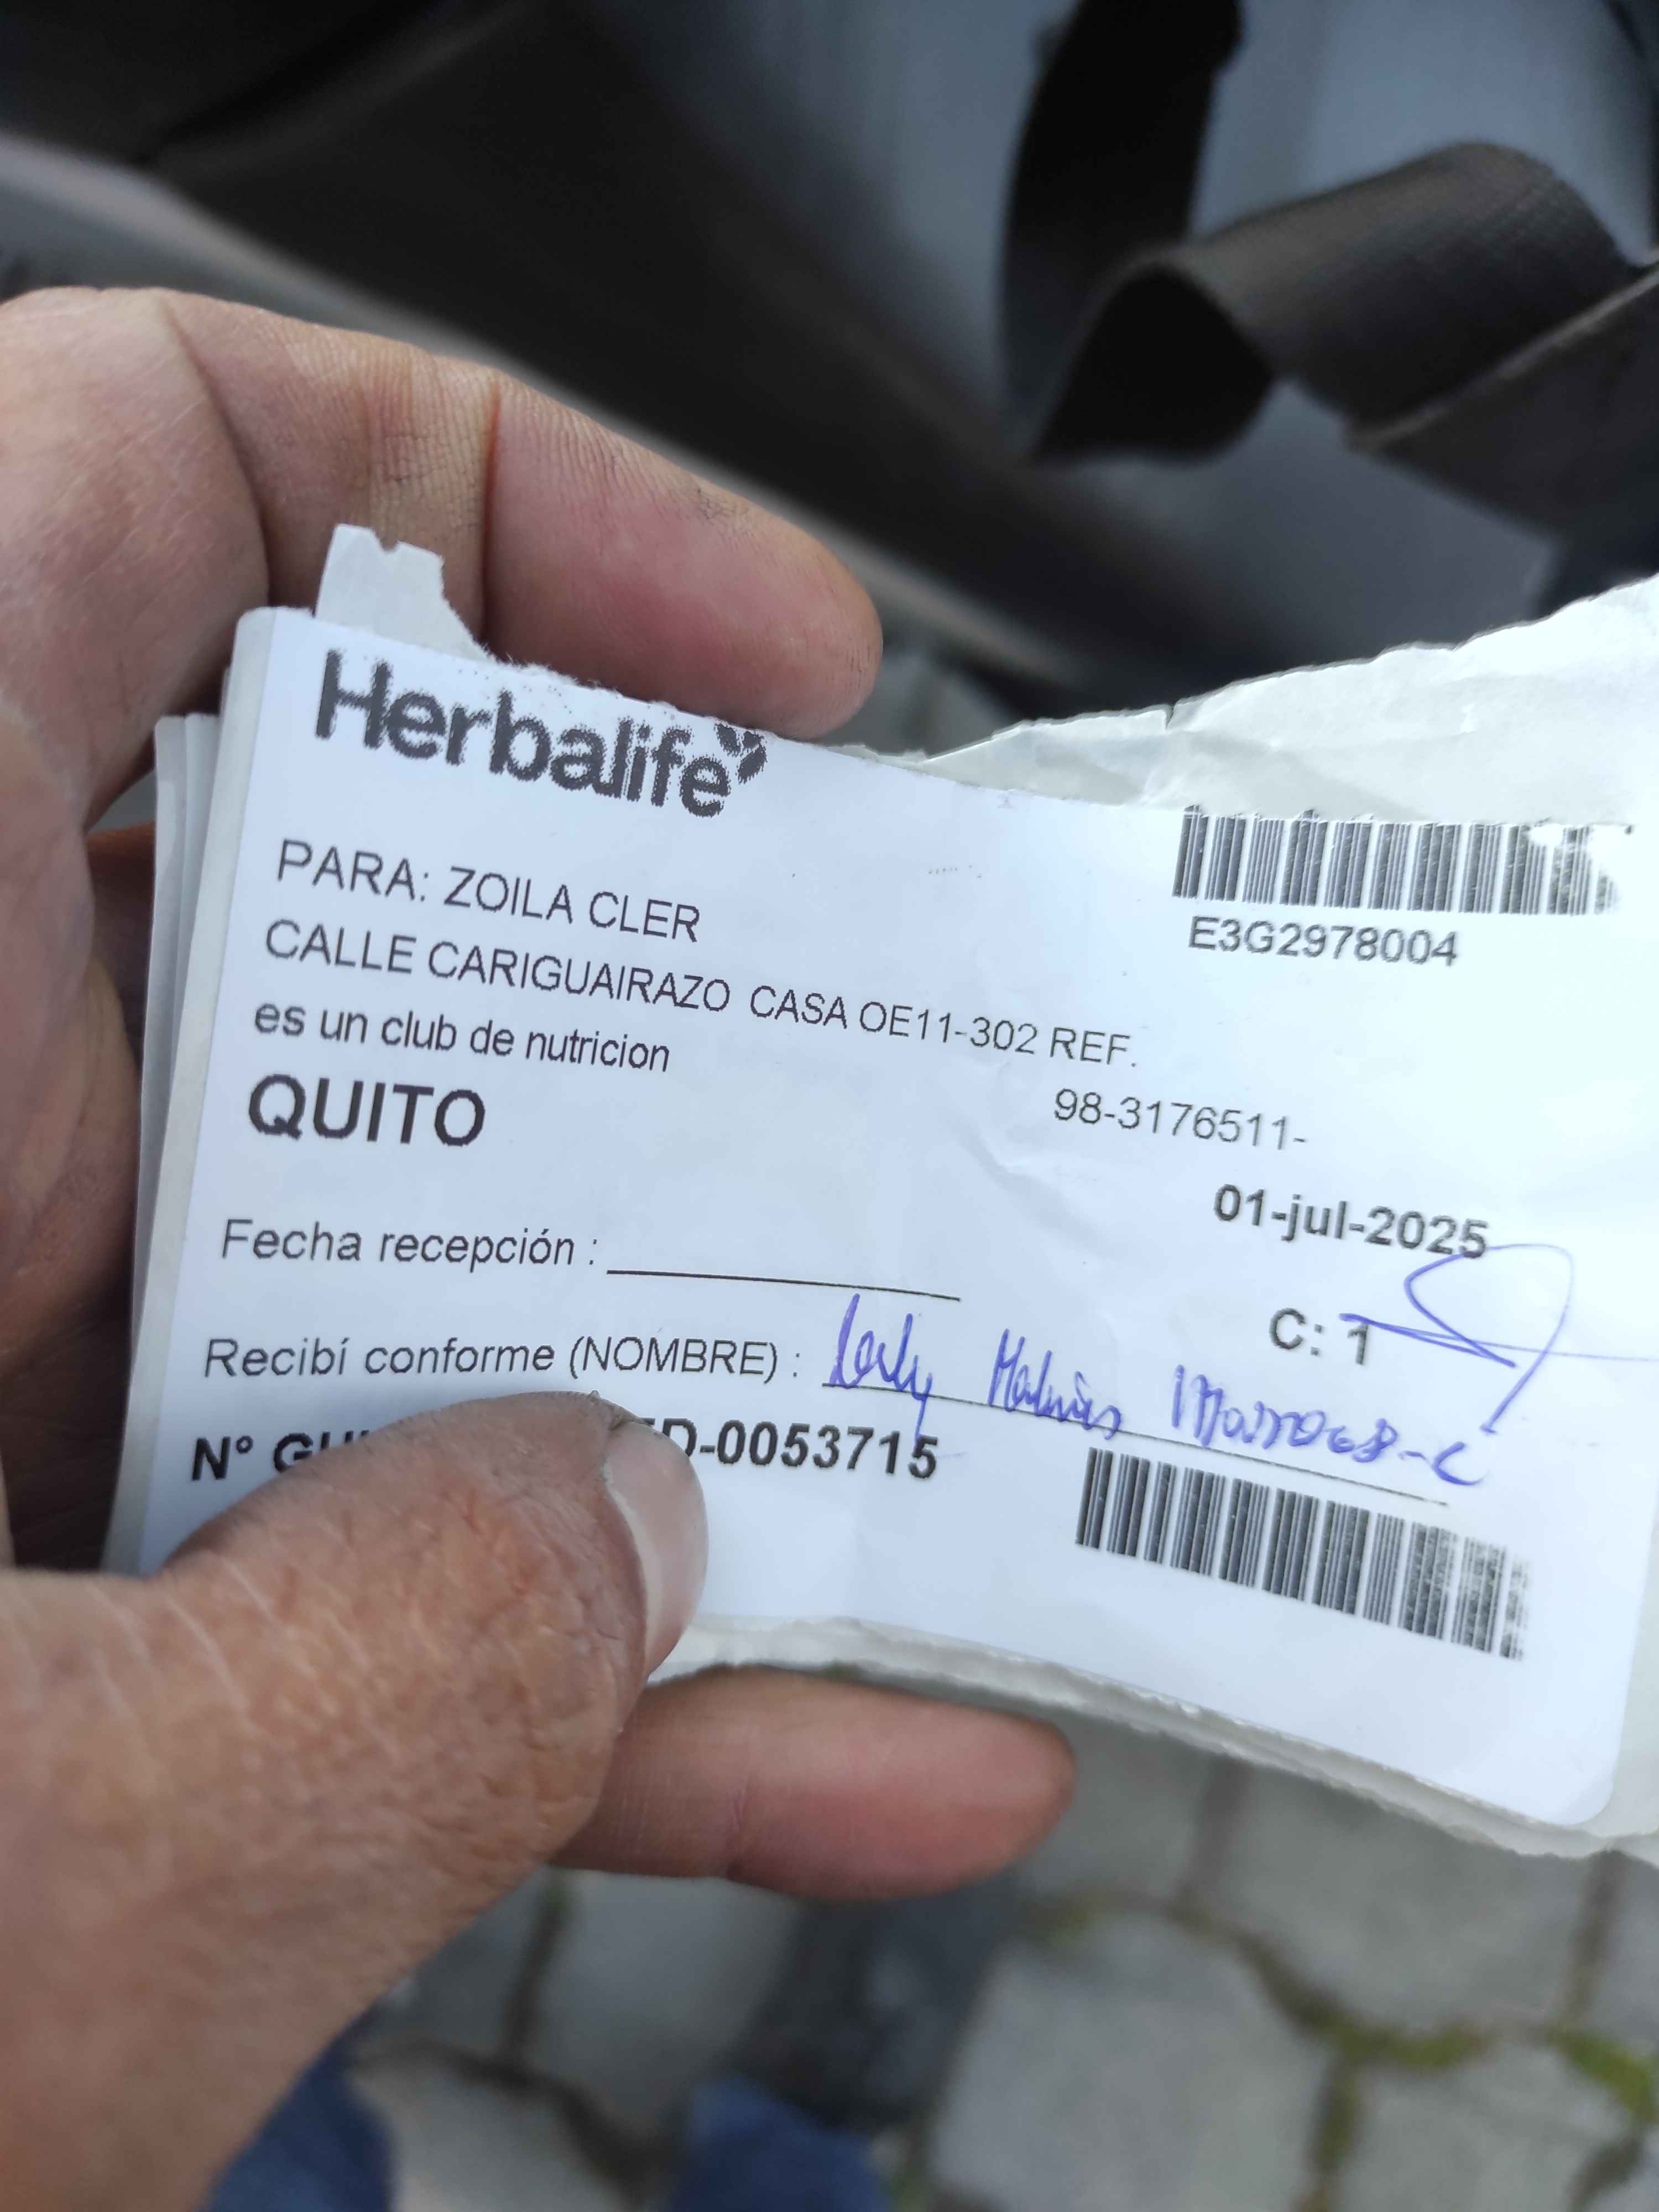 Herbalife
E3G2978004
PARA: ZOILA CLER
CALLE CARIGUAIRAZO CASA OE11-302 REF.
es un club de nutricion
98-3176511-
QUITO
01-jul-2025
Fecha recepción :
C: 1
Recibí conforme (NOMBRE) :
N° D-0053715